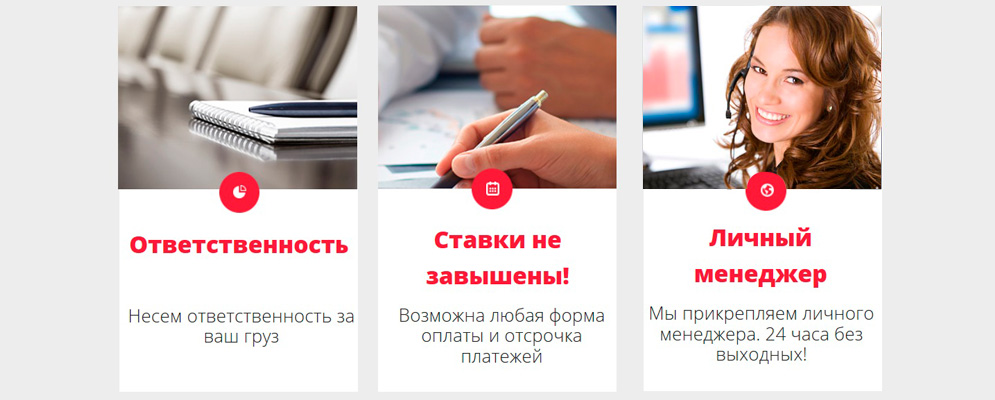 Ответственность
Несем ответственность за
ваш груз
Ставки не
завышены!
Возможна любая форма
оплаты и отсрочка
платежей
Личный
менеджер
Мы прикрепляем личного
менеджера. 24 часа без
выходных!